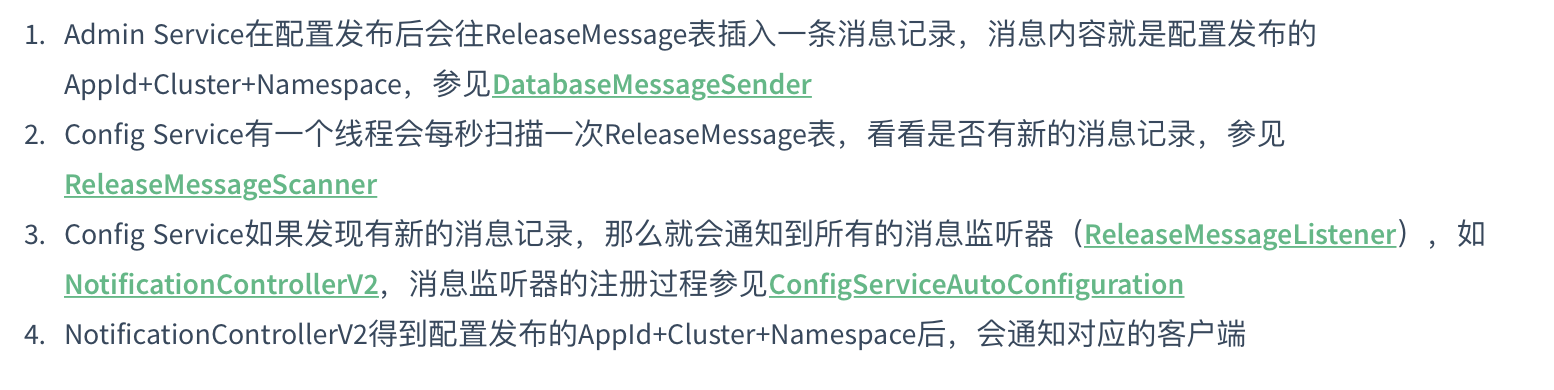 1. Admin Service在配置发布后会往ReleaseMessage表插入一条消息记录，消息内容就是配置发布的
AppId+Cluster+Namespace，参见DatabaseMessageSender
2. Config Service有一个线程会每秒扫描一次ReleaseMessage表，看看是否有新的消息记录，参见
ReleaseMessageScanner
3. Config Service如果发现有新的消息记录，那么就会通知到所有的消息监听器（ReleaseMessageListener），如
NotificationControllerV2，消息监听器的注册过程参见ConfigServiceAutoConfiguration
4. NotificationControllerV2得到配置发布的AppId+Cluster+Namespace后，会通知对应的客户端